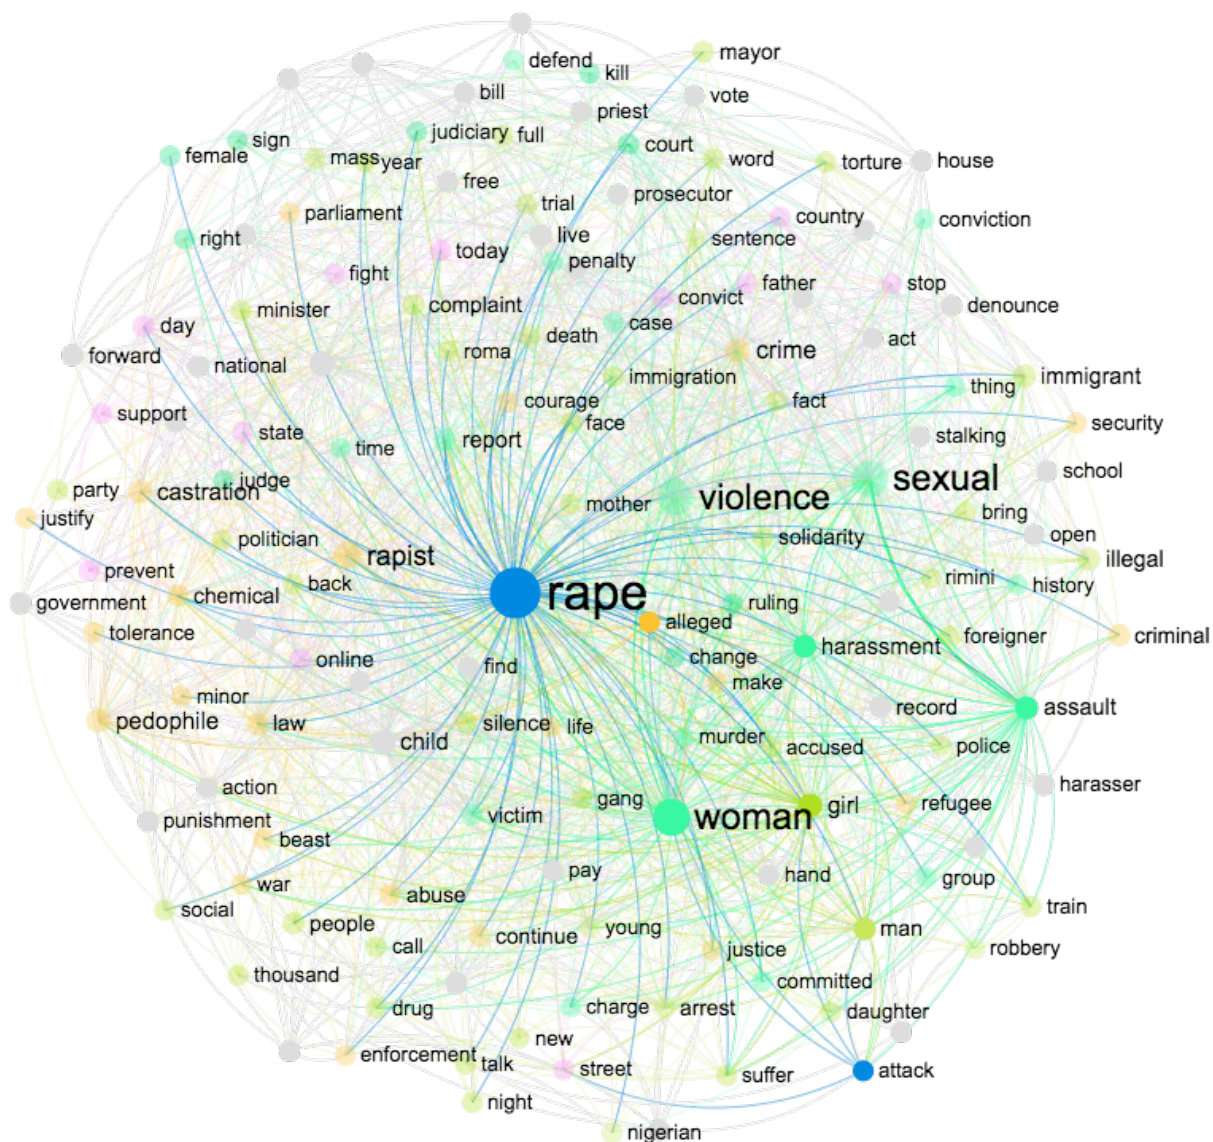 defend
mayor
kill
bill
vote
priest
sign
judiciary
full
court
female
mass
year
word
torture
house
free
prosecutor
parliament
trial
country
conviction
right
live
sentence
today
penalty
fight
father
stop
convict
minister
complaint
denounce
day
case
death
act
forward
national
roma
crime
immigration
immigrant
thing
courage
fact
support
face
security
state
time
report
stalking
judge
school
party
castration
sexual
violence
mother
justify
bring
politician
solidarity
open
rapist
prevent
back
rimini
illegal
chemical
history
government
rape
ruling
tolerance
alleged
harassment
foreigner
criminal
online
find
change
make
minor
record
assault
pedophile
law
silence
life
child
murder
accused
police
action
gang
harasser
punishment
victim
woman
girl
refugee
beast
pay
hand
group
war
abuse
social
people
young
train
man
call
continue
justice
robbery
thousand
committed
drug
charge
arrest
daughter
new
enforcement
talk
street
suffer
attack
night
nigerian